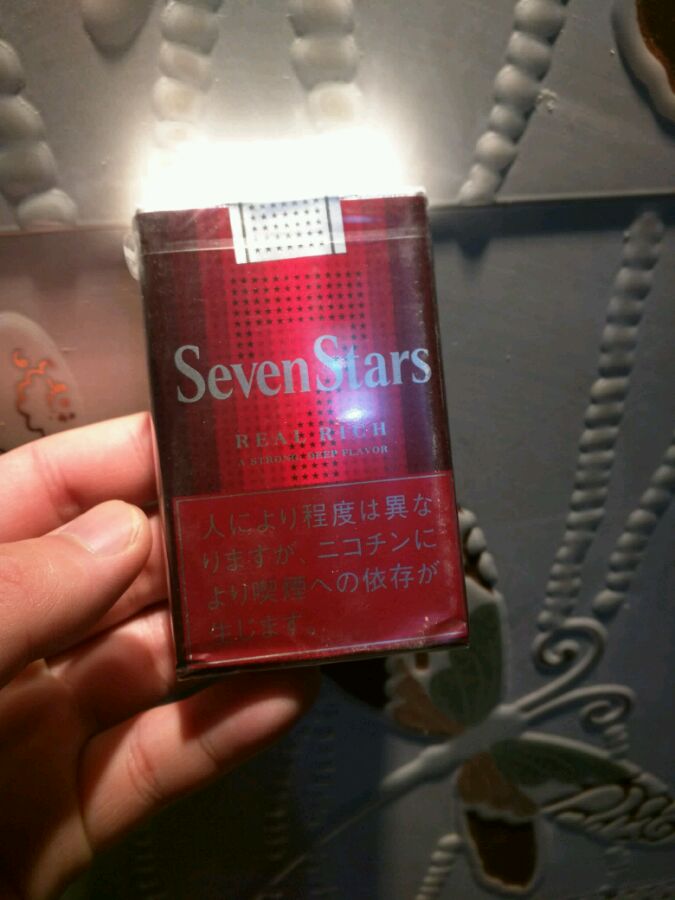 Seven Stars
REAL RICH
A STRONG, DEEP FLAVOR
人により程度は異な
りますが、ニコチンに
より喫煙への依存が
生じます。